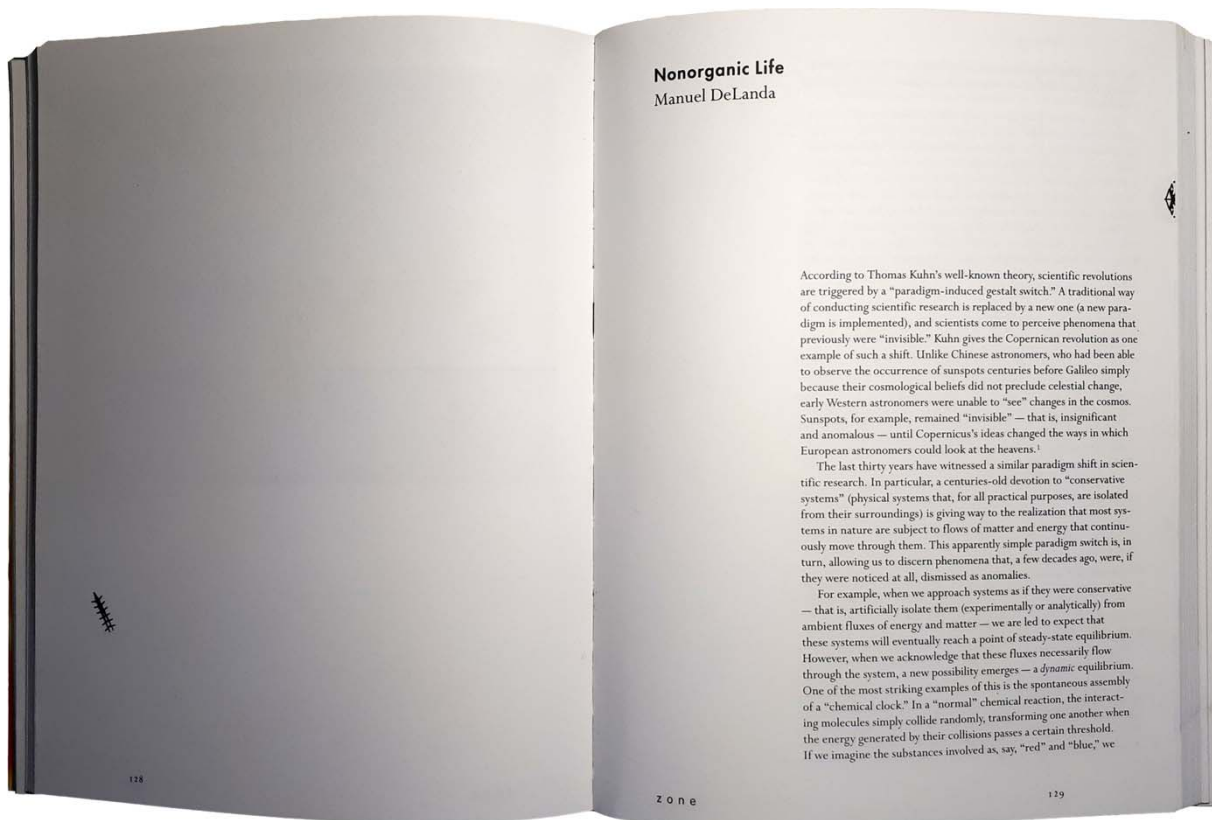 128
Nonorganic Life
Manuel DeLanda
According to Thomas Kuhn's well-known theory, scientific revolutions
are triggered by a “paradigm-induced gestalt switch.” A traditional way
of conducting scientific research is replaced by a new one (a new para-
digm is implemented), and scientists come to perceive phenomena that
previously were “invisible.” Kuhn gives the Copernican revolution as one
example of such a shift. Unlike Chinese astronomers, who had been able
to observe the occurrence of sunspots centuries before Galileo simply
because their cosmological beliefs did not preclude celestial change,
early Western astronomers were unable to “see” changes in the cosmos.
Sunspots, for example, remained “invisible” — that is, insignificant
and anomalous — until Copernicus's ideas changed the ways in which
European astronomers could look at the heavens.¹
The last thirty years have witnessed a similar paradigm shift in scien-
tific research. In particular, a centuries-old devotion to “conservative
systems” (physical systems that, for all practical purposes, are isolated
from their surroundings) is giving way to the realization that most sys-
tems in nature are subject to flows of matter and energy that continu-
ously move through them. This apparently simple paradigm switch is, in
turn, allowing us to discern phenomena that, a few decades ago, were, if
they were noticed at all, dismissed as anomalies.
For example, when we approach systems as if they were conservative
— that is, artificially isolate them (experimentally or analytically) from
ambient fluxes of energy and matter — we are led to expect that
these systems will eventually reach a point of steady-state equilibrium.
However, when we acknowledge that these fluxes necessarily flow
through the system, a new possibility emerges — a dynamic equilibrium.
One of the most striking examples of this is the spontaneous assembly
of a “chemical clock.” In a “normal” chemical reaction, the interact-
ing molecules simply collide randomly, transforming one another when
the energy generated by their collisions passes a certain threshold.
If we imagine the substances involved as, say, “red” and “blue,” we
zone
129